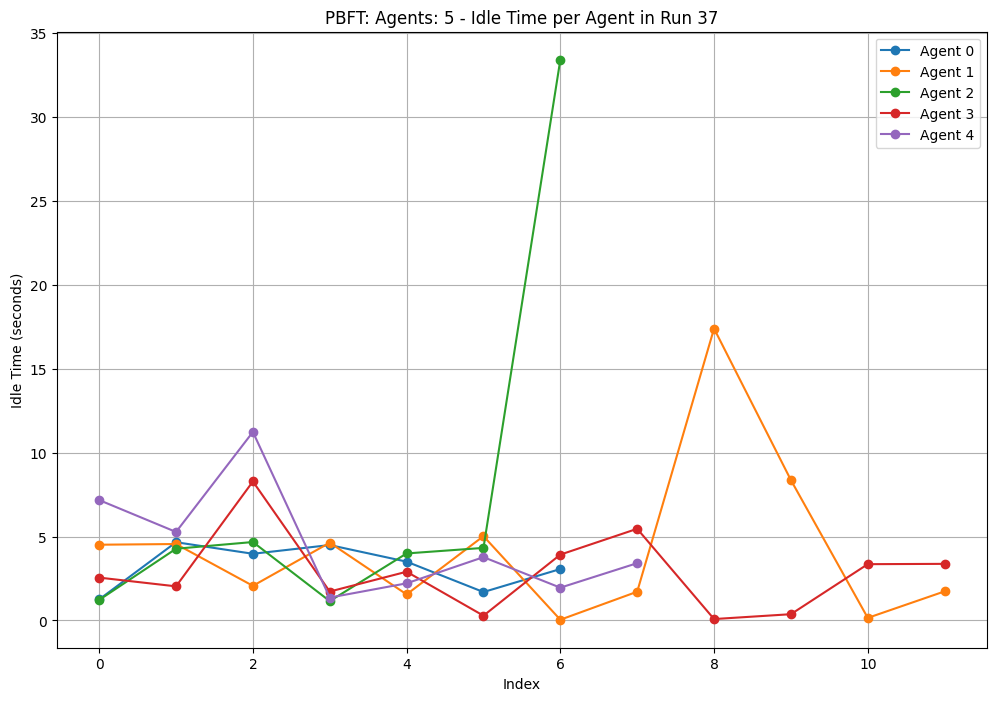 PBFT: Agents: 5 - Idle Time per Agent in Run 37
Idle Time (seconds)
35
30
25
20
15
10
5
0
0 2 4 6 8 10
Index
Agent 0
Agent 1
Agent 2
Agent 3
Agent 4